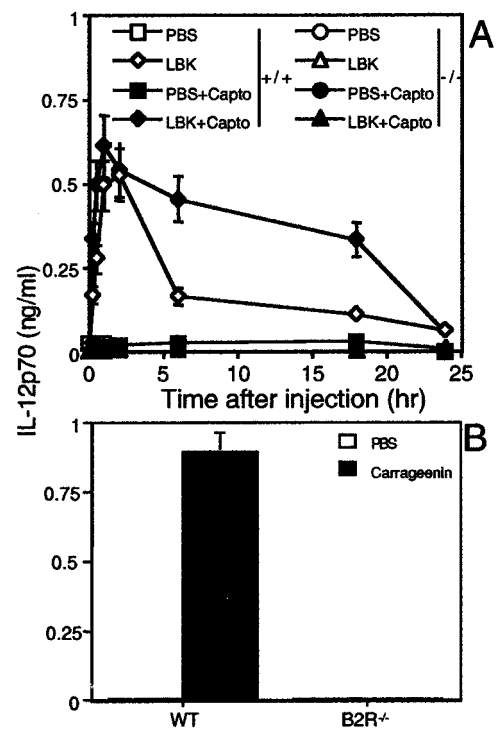 A
PBS PBS
LBK LBK
+/+ -/-
PBS+Capto PBS+Capto
LBK+Capto LBK+Capto
1
0.75
0.5
0.25
0
0 5 10 15 20 25
Time after injection (hr)
IL-12p70 (ng/ml)
B
PBS
Carrageenin
1
0.75
0.5
0.25
0
WT B2R-/-